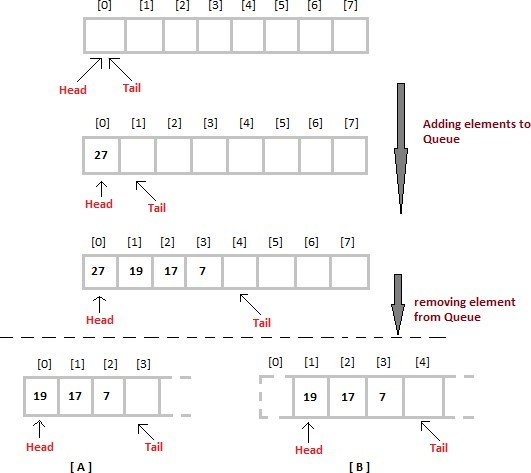 [0] [1] [2] [3] [4] [5] [6] [7]
Head Tail
Adding elements to
Queue
[0] [1] [2] [3] [4] [5] [6] [7]
27
Head Tail
[0] [1] [2] [3] [4] [5] [6] [7]
27 19 17 7
Head Tail
removing element
from Queue
[0] [1] [2] [3]
19 17 7
Head Tail
[ A ]
[0] [1] [2] [3] [4]
19 17 7
Head Tail
[ B ]